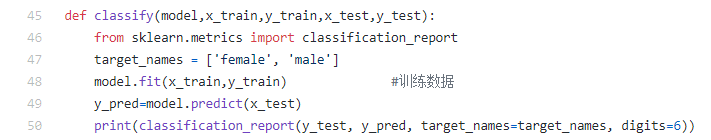 45 def classify(model,x_train,y_train,x_test,y_test):
46     from sklearn.metrics import classification_report
47     target_names = ['female', 'male']
48     model.fit(x_train,y_train)             #训练数据
49     y_pred=model.predict(x_test)
50     print(classification_report(y_test, y_pred, target_names=target_names, digits=6))